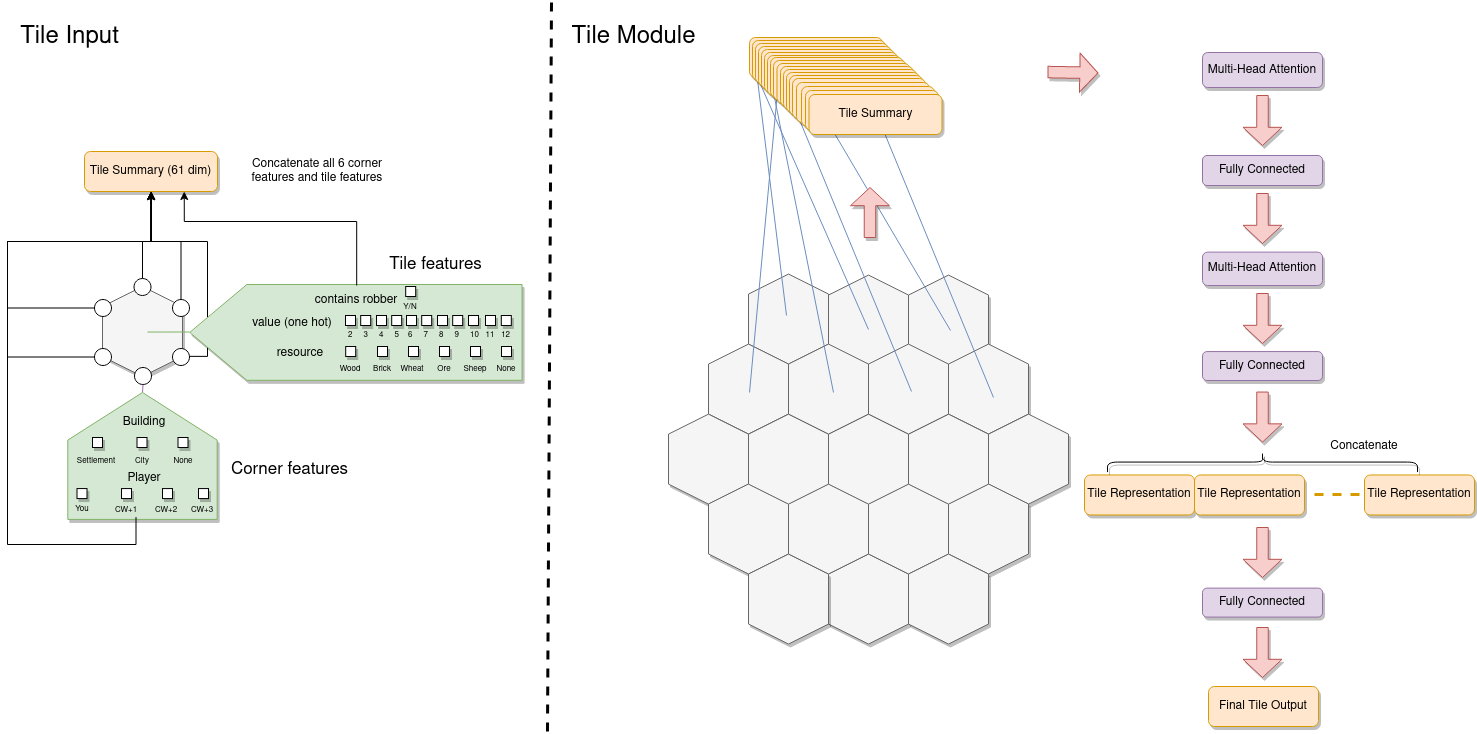 Tile Input
Tile Summary (61 dim)
Concatenate all 6 corner
features and tile features
Tile features
contains robber
Y/N
value (one hot)
2 3 4 5 6 7 8 9 10 11 12
resource
Wood Brick Wheat Ore Sheep None
Building
Settlement City None
Player
You CW+1 CW+2 CW+3
Corner features
Tile Module
Tile Summary
Multi-Head Attention
Fully Connected
Multi-Head Attention
Fully Connected
Concatenate
Tile Representation Tile Representation Tile Representation
Fully Connected
Final Tile Output